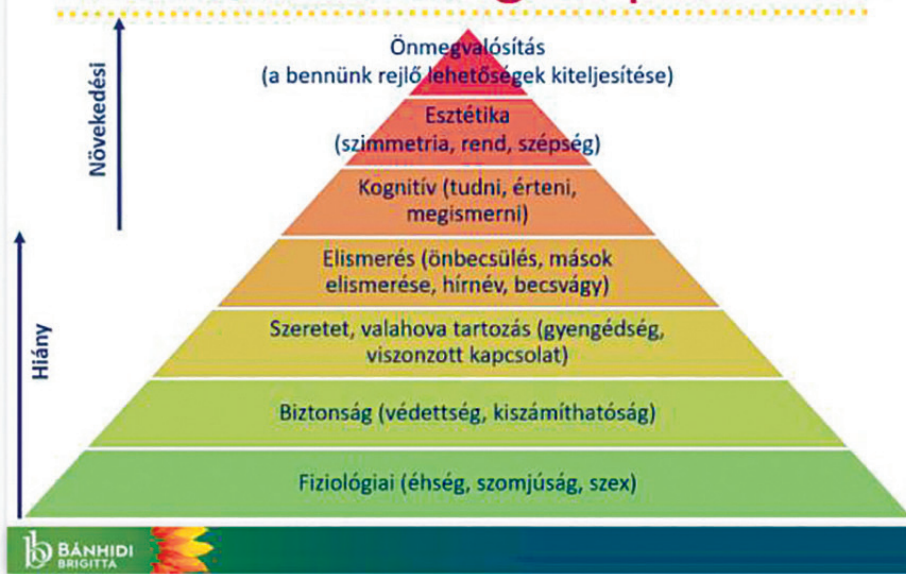 Önmegvalósítás
(a bennünk rejlő lehetőségek kiteljesítése)
Esztétika
(szimmetria, rend, szépség)
Kognitív (tudni, érteni,
megismerni)
Elismerés (önbecsülés, mások
elismerése, hírnév, becsvágy)
Szeretet, valahova tartozás (gyengédség,
viszonzott kapcsolat)
Biztonság (védettség, kiszámíthatóság)
Fiziológiai (éhség, szomjúság, szex)
Növekedési
Hiány
BÁNHIDI
BRIGITTA